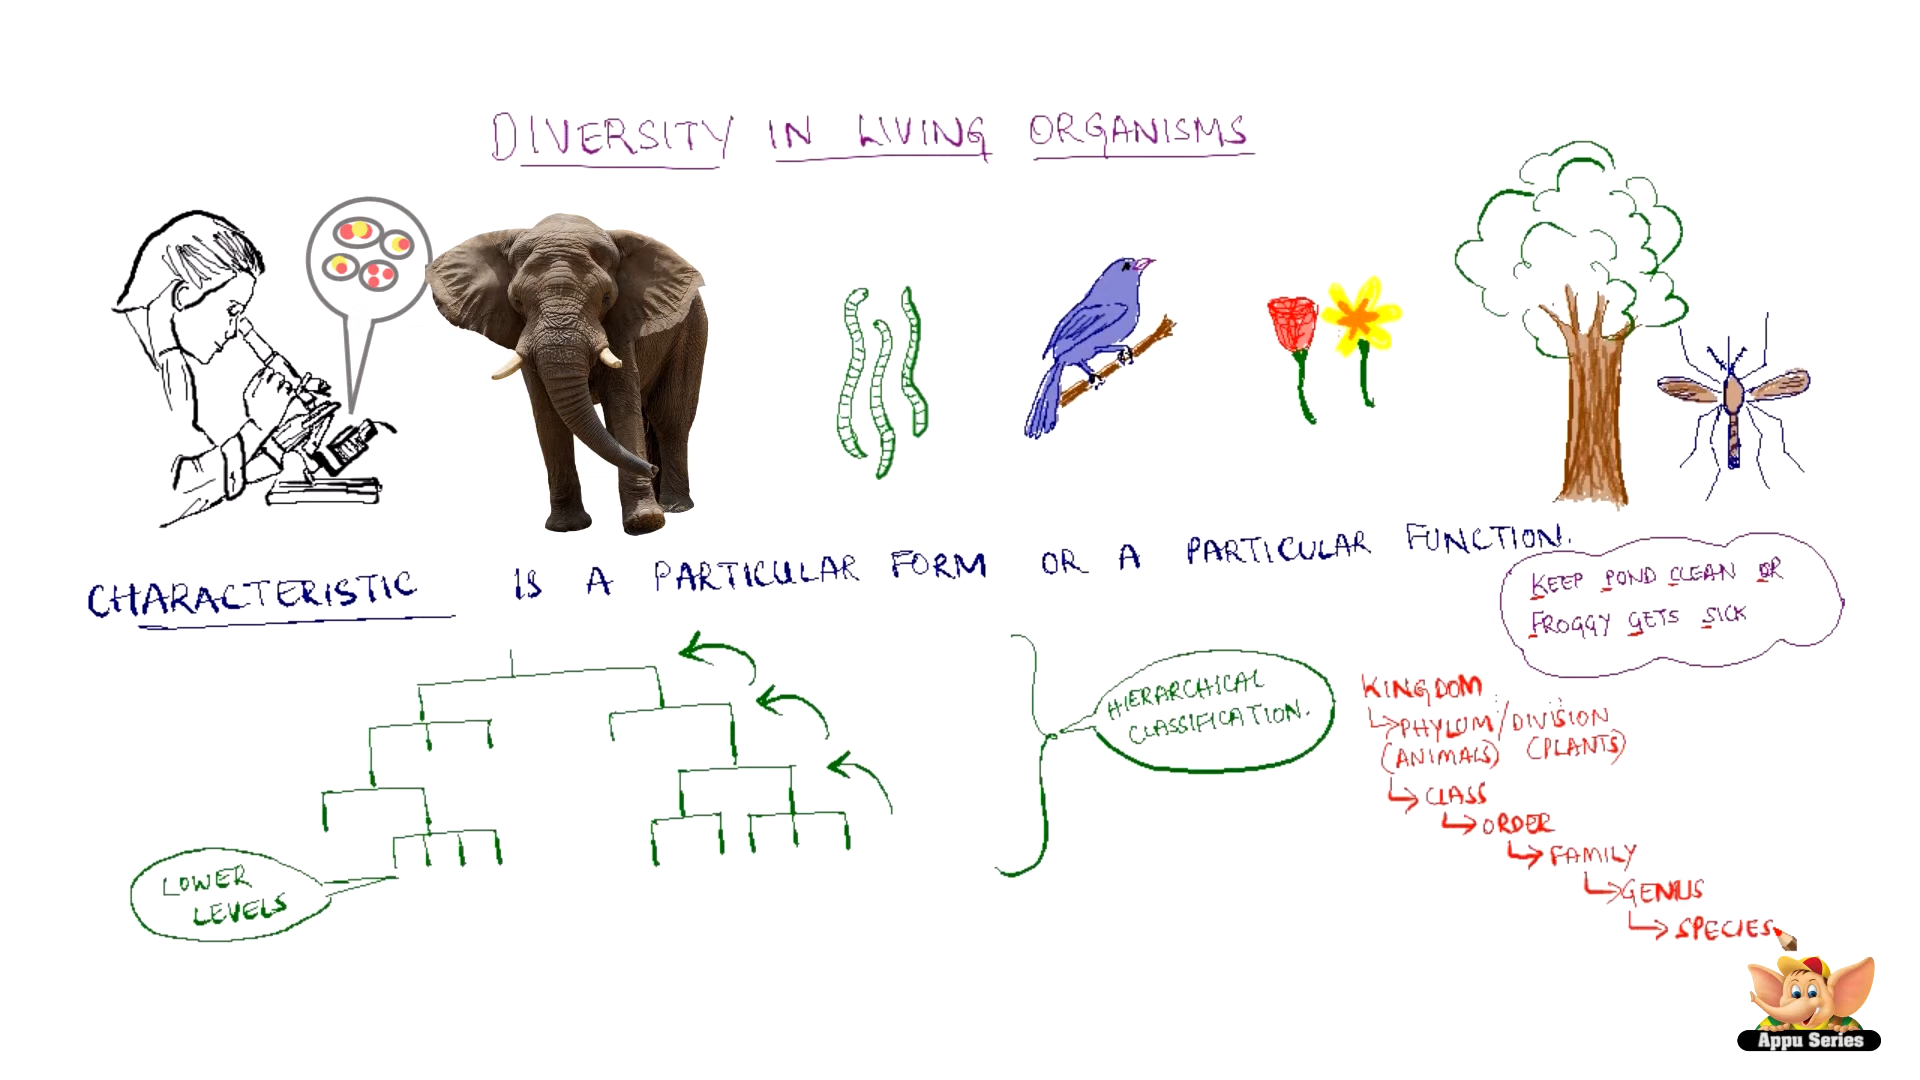 DIVERSITY IN LIVING ORGANISMS
CHARACTERISTIC IS A PARTICULAR FORM OR A PARTICULAR FUNCTION.
KEEP POND CLEAN OR
FROGGY GETS SICK
HIERARCHICAL
CLASSIFICATION.
KINGDOM
PHYLUM/DIVISION
(ANIMALS) (PLANTS)
CLASS
ORDER
FAMILY
GENUS
SPECIES
LOWER
LEVELS
Appu Series